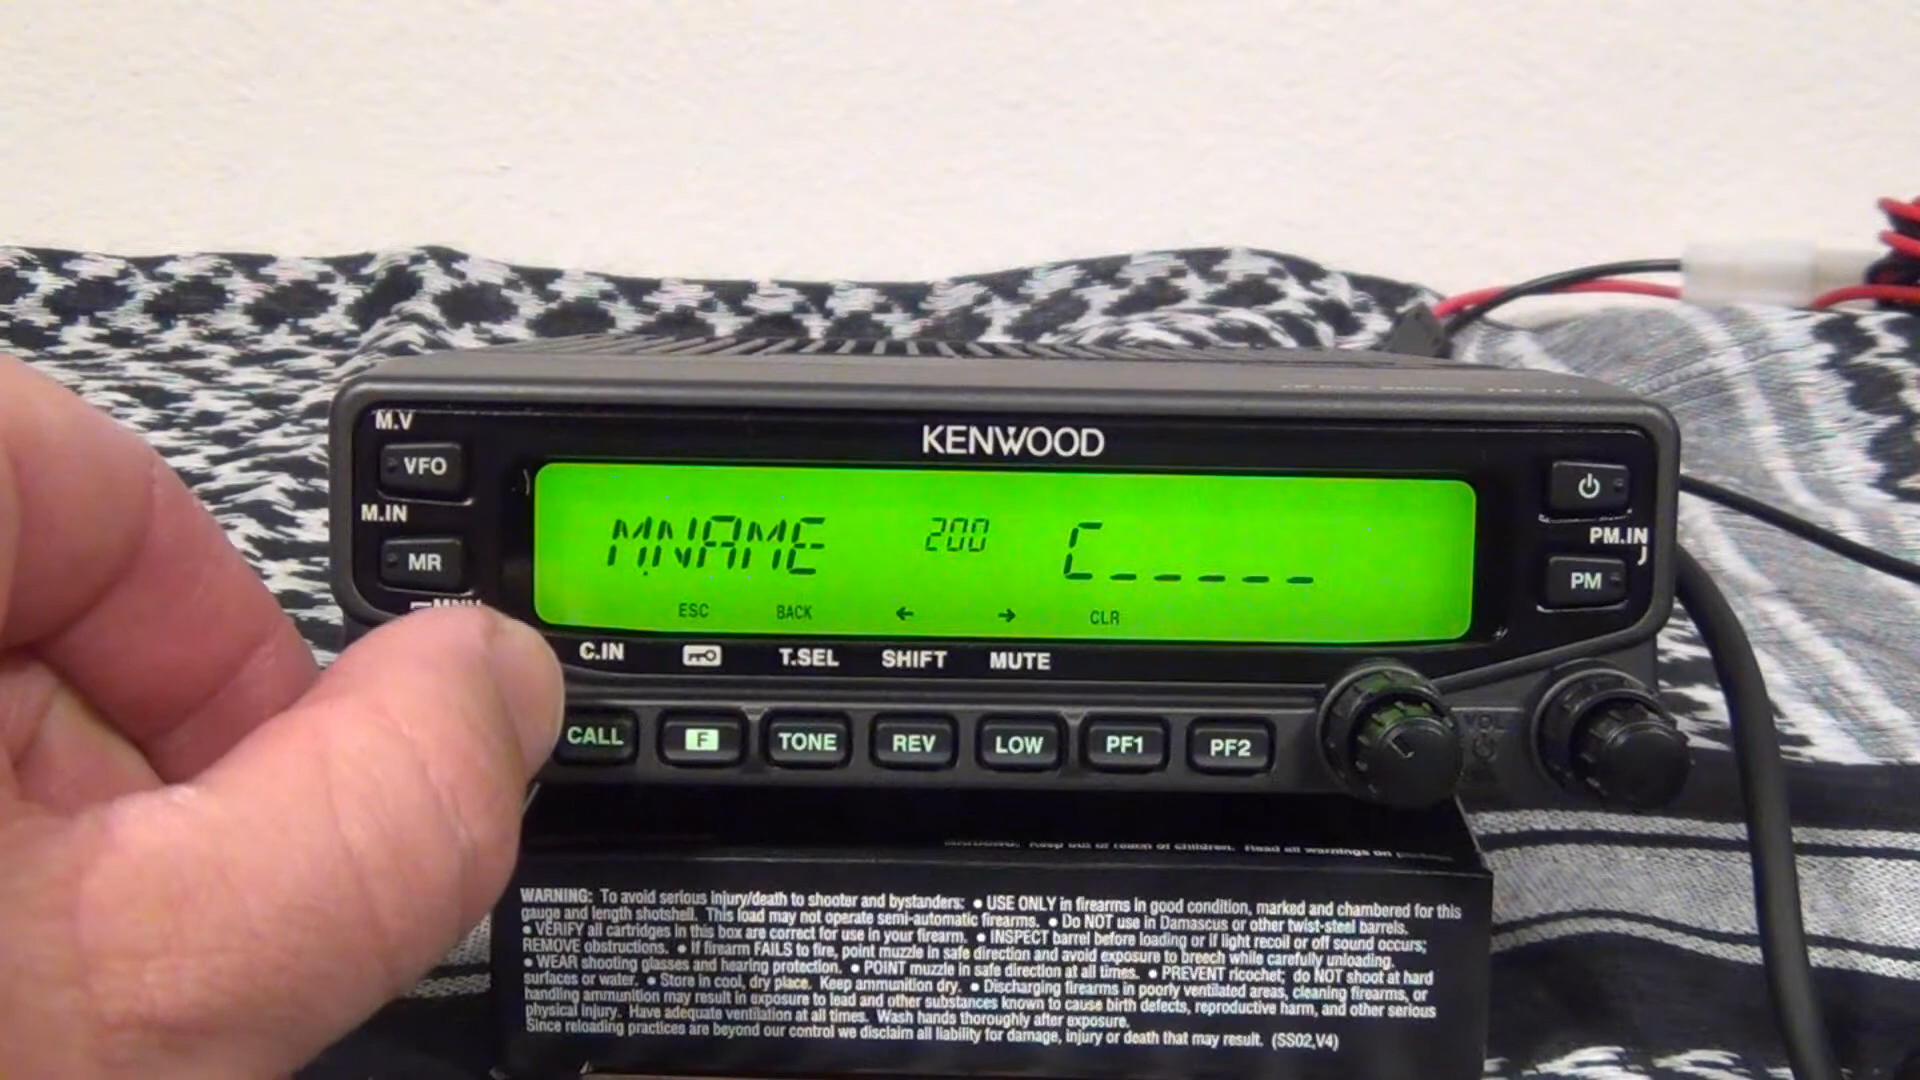 KENWOOD
M.V
VFO
M.IN
MR
M.NAME 200 C_ _ _ _ _
ESC BACK ← → CLR
PM.IN
PM
C.IN T.SEL SHIFT MUTE
CALL F TONE REV LOW PF1 PF2
VOL
WARNING: To avoid serious injury/death to shooter and bystanders: • USE ONLY in firearms in good condition, marked and chambered for this
gauge and length shotshell. This load may not operate semi-automatic firearms. • Do NOT use in Damascus or other twist-steel barrels.
• VERIFY all cartridges in this box are correct for use in your firearm. • INSPECT barrel before loading or if light recoil or off sound occurs;
REMOVE obstructions. • If firearm FAILS to fire, point muzzle in safe direction and avoid exposure to breech while carefully unloading.
• WEAR shooting glasses and hearing protection. • POINT muzzle in safe direction at all times. • PREVENT ricochet; do NOT shoot at hard
surfaces or water. • Store in cool, dry place. Keep ammunition dry. • Discharging firearms in poorly ventilated areas, cleaning firearms, or
handling ammunition may result in exposure to lead and other substances known to cause birth defects, reproductive harm, and other serious
physical injury. Have adequate ventilation at all times. Wash hands thoroughly after exposure.
Since reloading practices are beyond our control we disclaim all liability for damage, injury or death that may result. (SS02,V4)